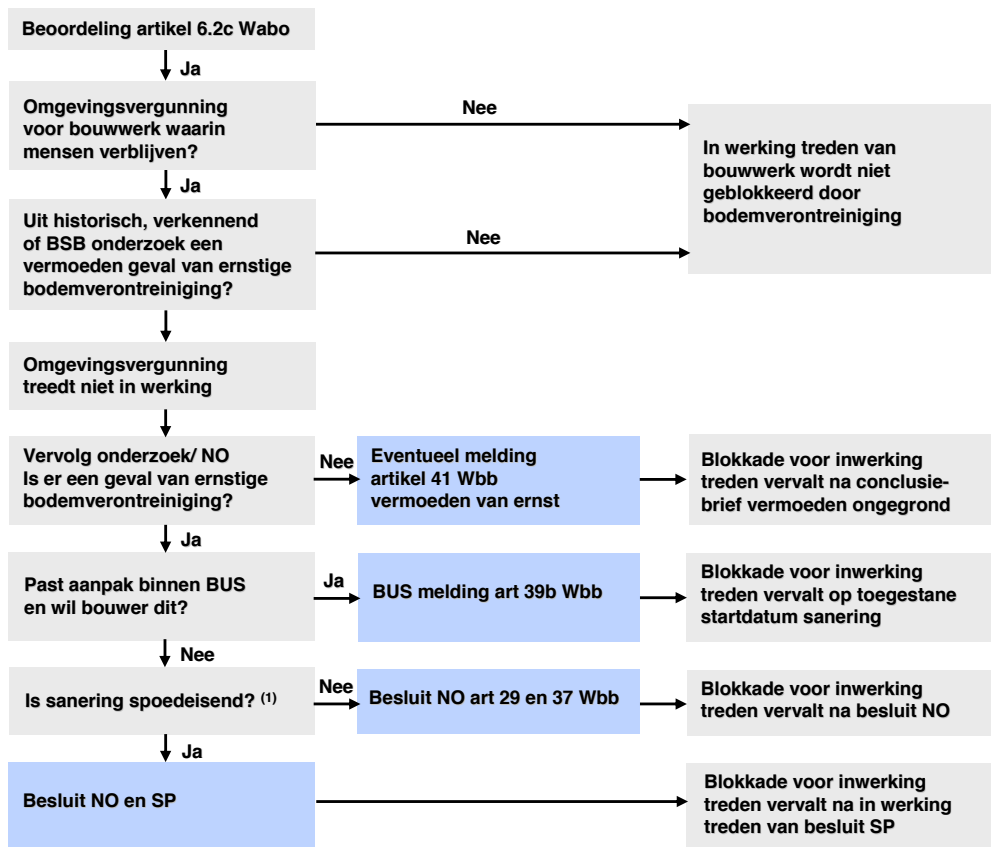 Beoordeling artikel 6.2c Wabo
Ja
Omgevingsvergunning
voor bouwwerk waarin
mensen verblijven?
Nee
In werking treden van
bouwwerk wordt niet
geblokkeerd door
bodemverontreiniging
Ja
Uit historisch, verkennend
of BSB onderzoek een
vermoeden geval van ernstige
bodemverontreiniging?
Nee
Omgevingsvergunning
treedt niet in werking
Vervolg onderzoek/ NO
Is er een geval van ernstige
bodemverontreiniging?
Nee
Eventueel melding
artikel 41 Wbb
vermoeden van ernst
Blokkade voor inwerking
treden vervalt na conclusie-
brief vermoeden ongegrond
Ja
Past aanpak binnen BUS
en wil bouwer dit?
Ja
BUS melding art 39b Wbb
Blokkade voor inwerking
treden vervalt op toegestane
startdatum sanering
Nee
Is sanering spoedeisend? (1)
Nee
Besluit NO art 29 en 37 Wbb
Blokkade voor inwerking
treden vervalt na besluit NO
Ja
Besluit NO en SP
Blokkade voor inwerking
treden vervalt na in werking
treden van besluit SP